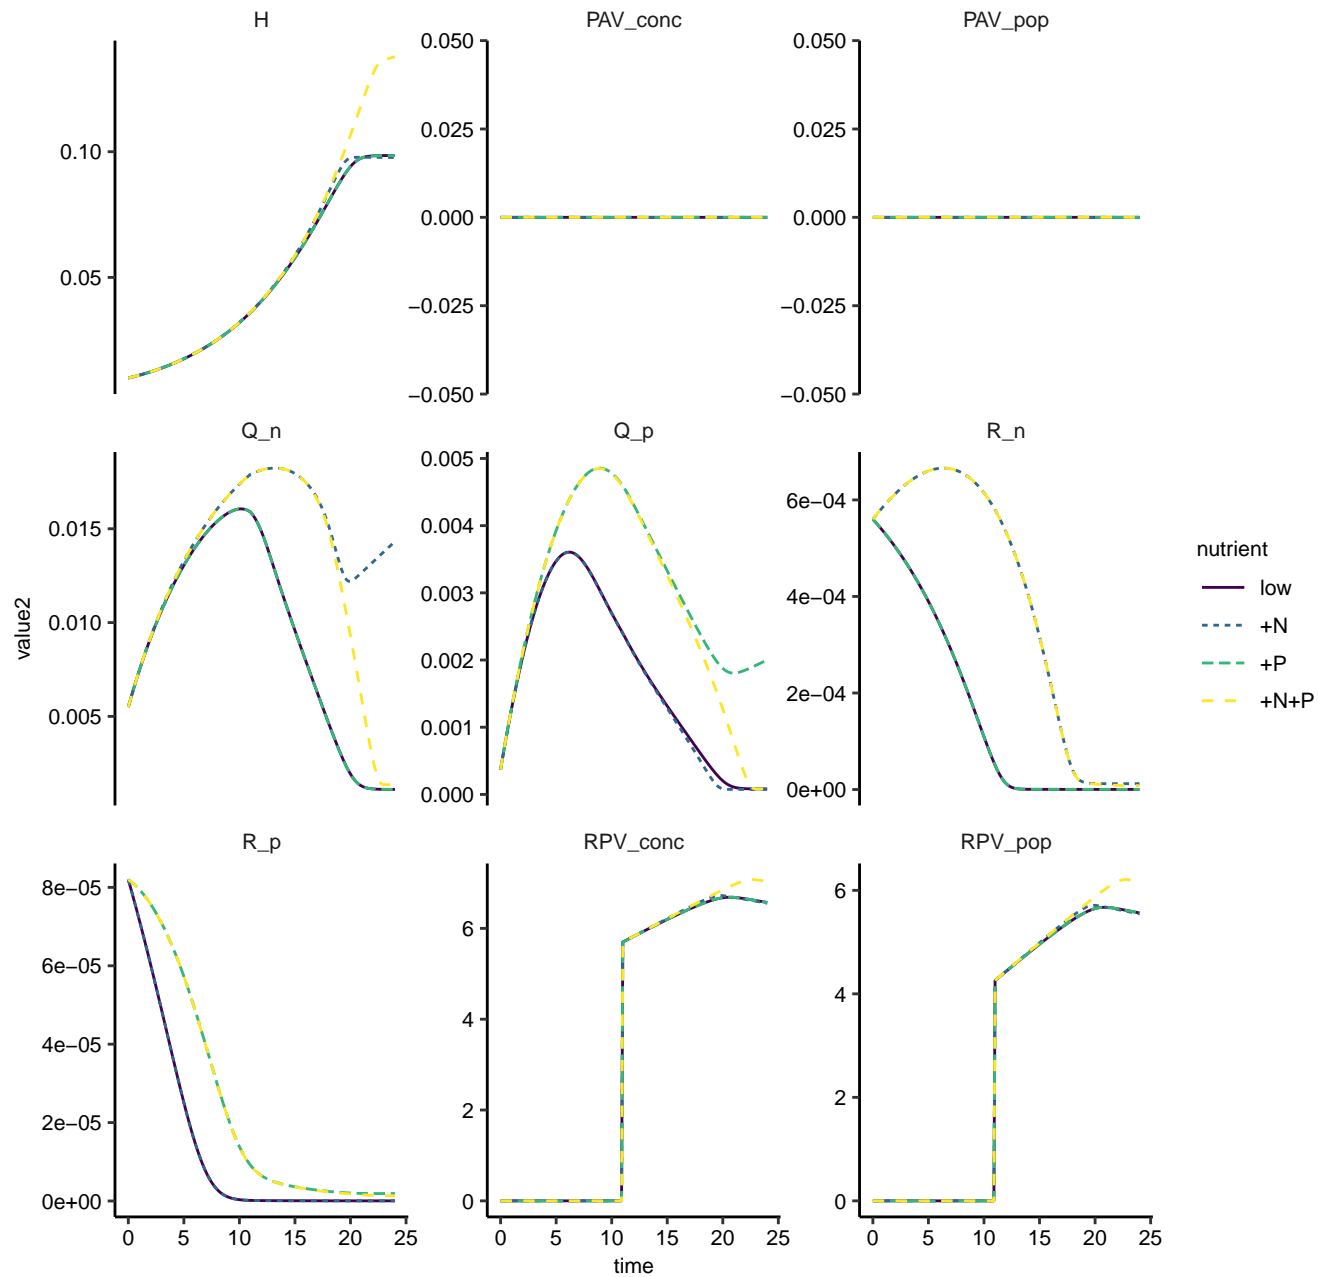 H
PAV_conc
PAV_pop
0.10
0.05
0.050
0.025
0.000
−0.025
−0.050
0.050
0.025
0.000
−0.025
−0.050
Q_n
Q_p
R_n
0.015
0.010
0.005
0.005
0.004
0.003
0.002
0.001
0.000
6e−04
4e−04
2e−04
0e+00
value2
nutrient
low
+N
+P
+N+P
R_p
RPV_conc
RPV_pop
8e−05
6e−05
4e−05
2e−05
0e+00
6
4
2
0
6
4
2
0
0 5 10 15 20 25
0 5 10 15 20 25
0 5 10 15 20 25
time